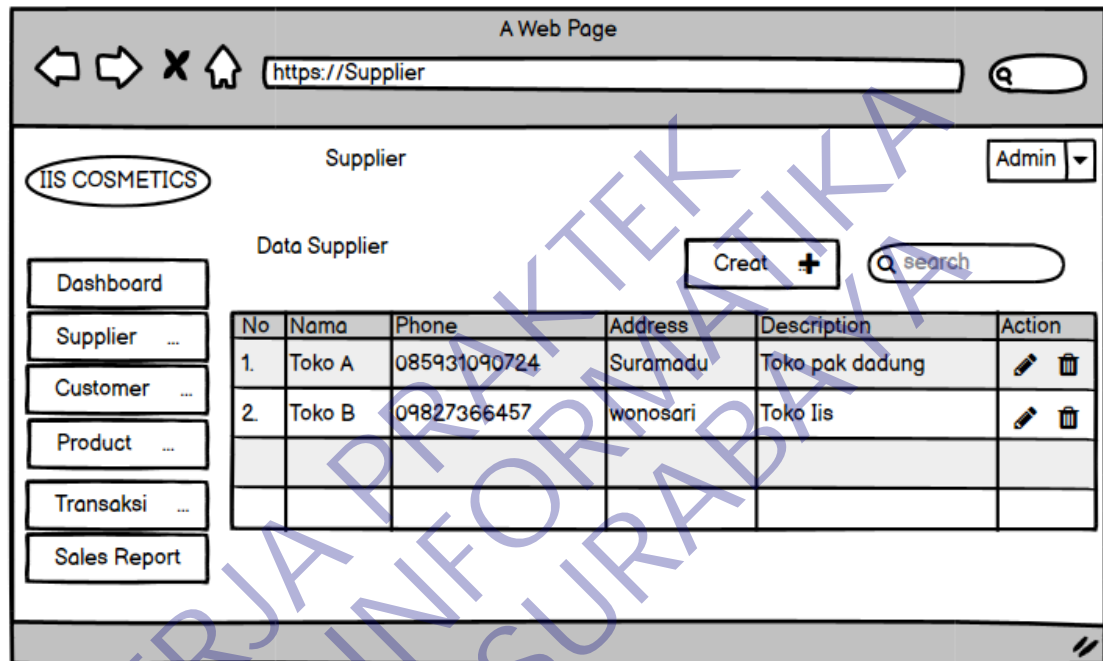 A Web Page
https://Supplier
IIS COSMETICS
Supplier
Admin
Data Supplier
Creat
search
Dashboard
Supplier ...
Customer ...
Product ...
Transaksi ...
Sales Report
No Nama Phone Address Description Action
1. Toko A 085931090724 Suramadu Toko pak dadung
2. Toko B 09827366457 wonosari Toko Iis
KERJA PRAKTEK
INFORMATIKA
SURABAYA